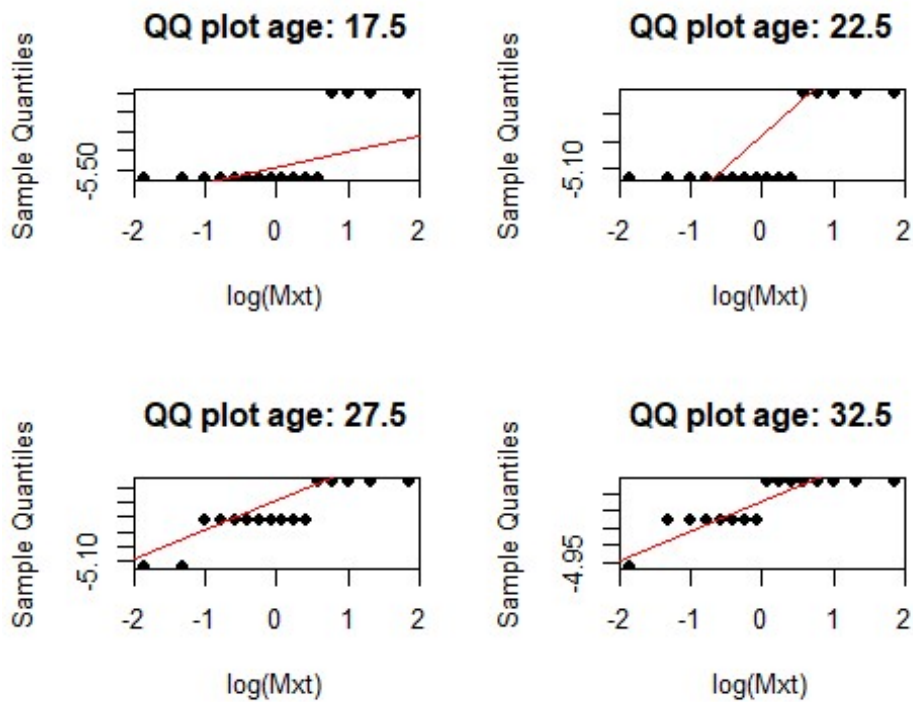 QQ plot age: 17.5
Sample Quantiles
-5.50
-2 -1 0 1 2
log(Mxt)
QQ plot age: 22.5
Sample Quantiles
-5.10
-2 -1 0 1 2
log(Mxt)
QQ plot age: 27.5
Sample Quantiles
-5.10
-2 -1 0 1 2
log(Mxt)
QQ plot age: 32.5
Sample Quantiles
-4.95
-2 -1 0 1 2
log(Mxt)